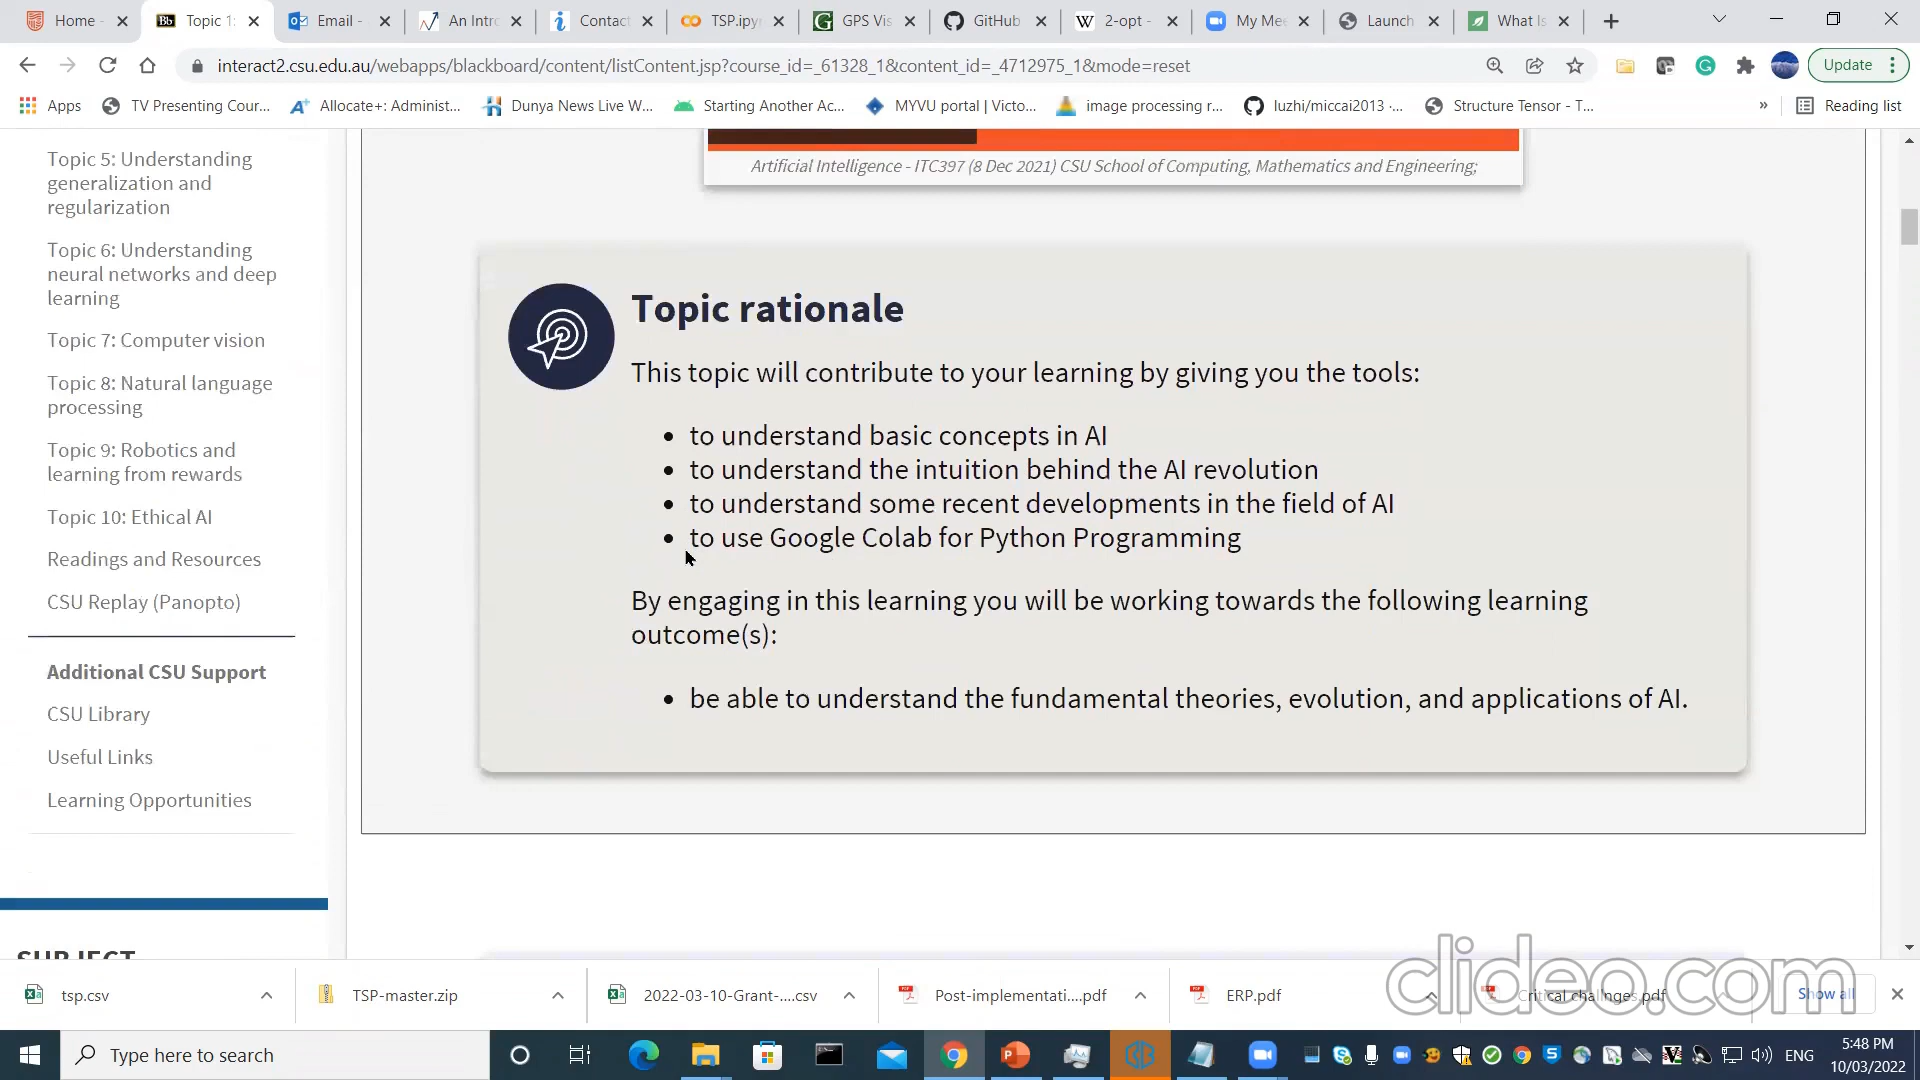 Home -
Topic 1:
Email -
An Intro
Contact
TSP.ipyn
GPS Vis
GitHub
2-opt -
My Mee
Launch
What Is
interact2.csu.edu.au/webapps/blackboard/content/listContent.jsp?course_id=_61328_1&content_id=_4712975_1&mode=reset
Update
Apps
TV Presenting Cour...
Allocate+: Administ...
Dunya News Live W...
Starting Another Ac...
MYVU portal | Victo...
image processing r...
luzhi/miccai2013 ·...
Structure Tensor - T...
»
Reading list
Topic 5: Understanding
generalization and
regularization
Topic 6: Understanding
neural networks and deep
learning
Topic 7: Computer vision
Topic 8: Natural language
processing
Topic 9: Robotics and
learning from rewards
Topic 10: Ethical AI
Readings and Resources
CSU Replay (Panopto)
Additional CSU Support
CSU Library
Useful Links
Learning Opportunities
SUBJECT
Artificial Intelligence - ITC397 (8 Dec 2021) CSU School of Computing, Mathematics and Engineering;
Topic rationale
This topic will contribute to your learning by giving you the tools:
• to understand basic concepts in AI
• to understand the intuition behind the AI revolution
• to understand some recent developments in the field of AI
• to use Google Colab for Python Programming
By engaging in this learning you will be working towards the following learning
outcome(s):
• be able to understand the fundamental theories, evolution, and applications of AI.
tsp.csv
TSP-master.zip
2022-03-10-Grant-....csv
Post-implementati....pdf
ERP.pdf
Critical challnges.pdf
Show all
clideo.com
Type here to search
ENG
5:48 PM
10/03/2022